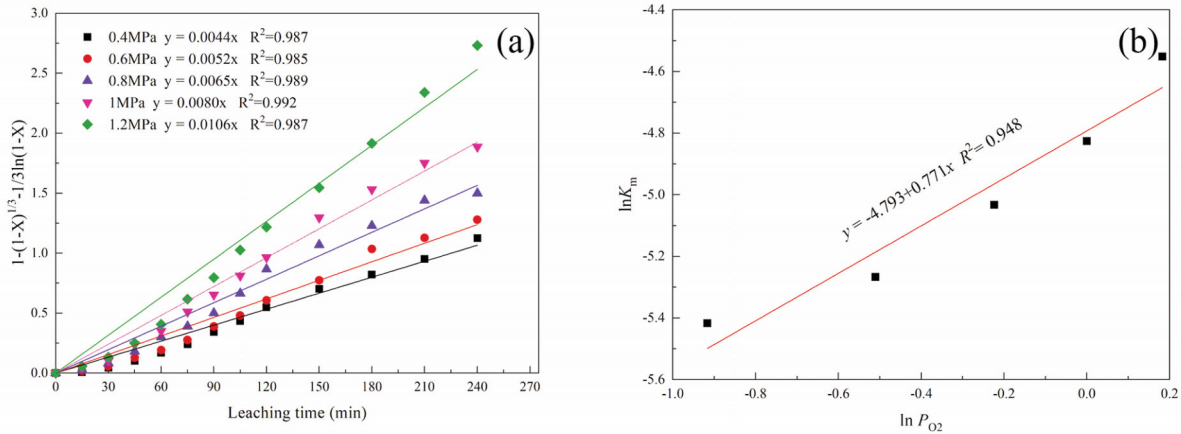 (a)
0.4MPa y = 0.0044x R²=0.987
0.6MPa y = 0.0052x R²=0.985
0.8MPa y = 0.0065x R²=0.989
1MPa y = 0.0080x R²=0.992
1.2MPa y = 0.0106x R²=0.987
1-(1-X)^1/3-1/3ln(1-X)
3.0
2.5
2.0
1.5
1.0
0.5
0.0
0 30 60 90 120 150 180 210 240 270
Leaching time (min)
(b)
y = -4.793+0.771x R² = 0.948
lnKm
-4.4
-4.6
-4.8
-5.0
-5.2
-5.4
-5.6
-1.0 -0.8 -0.6 -0.4 -0.2 0.0 0.2
ln PO2